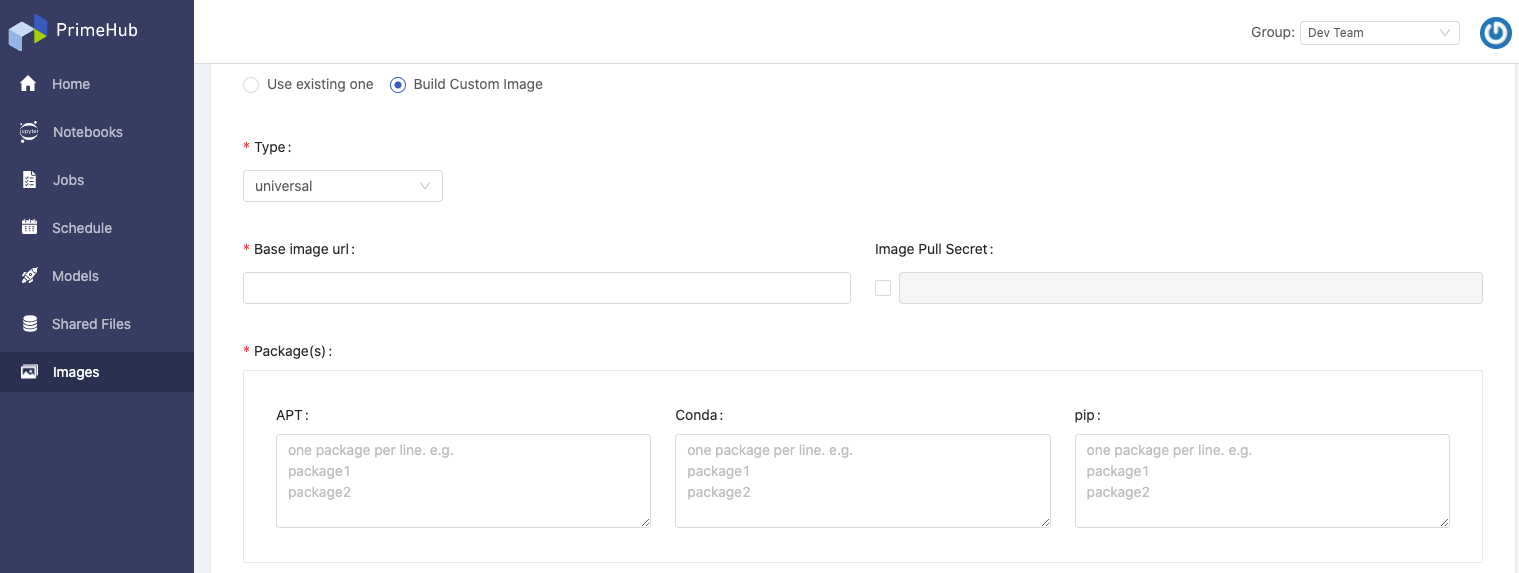 PrimeHub
Group: Dev Team
Home
Notebooks
Jobs
Schedule
Models
Shared Files
Images
Use existing one Build Custom Image
* Type :
universal
* Base image url : Image Pull Secret :
* Package(s) :
APT : Conda : pip :
one package per line. e.g. one package per line. e.g. one package per line. e.g.
package1 package1 package1
package2 package2 package2
jupyter